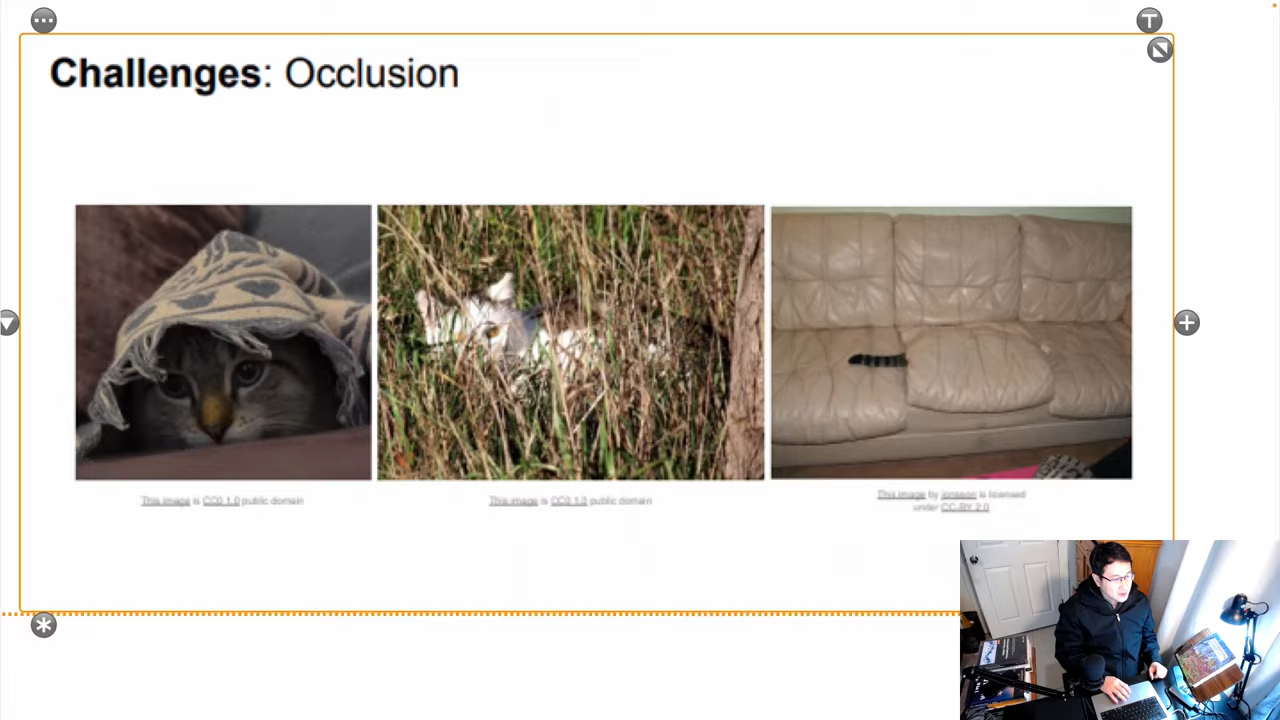 Challenges: Occlusion
This image is CC0 1.0 public domain
This image is CC0 1.0 public domain
This image by jonsson is licensed
under CC-BY 2.0